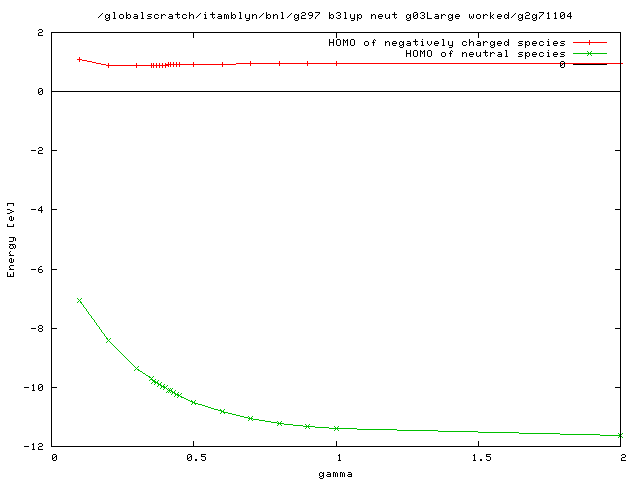 /globalscratch/itamblyn/bnl/g297 b3lyp neut g03Large worked/g2g71104
HOMO of negatively charged species
HOMO of neutral species
0
2
0
-2
-4
-6
-8
-10
-12
Energy [eV]
0 0.5 1 1.5 2
gamma